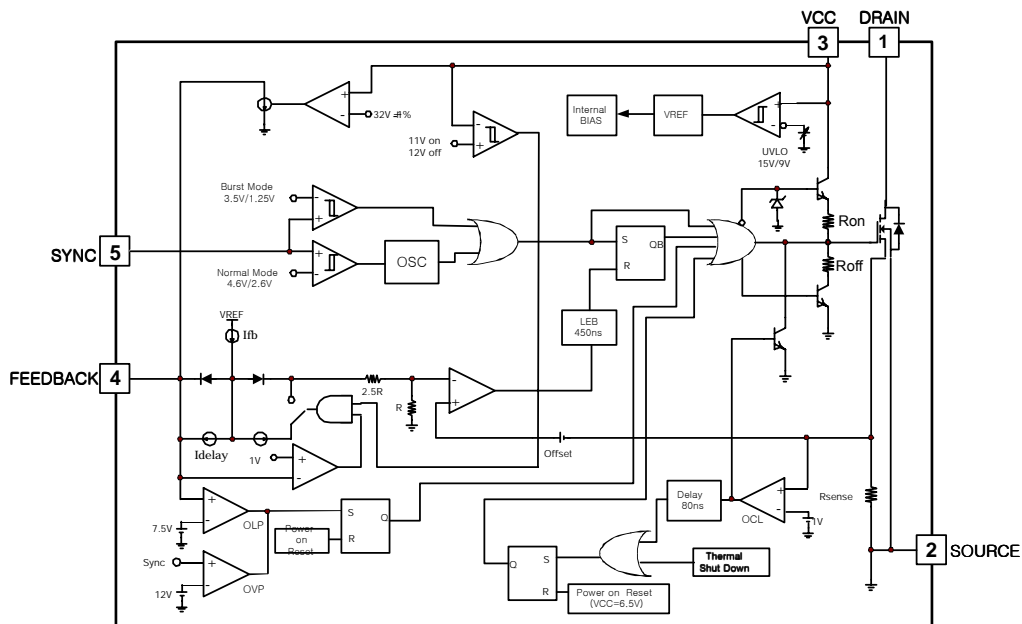 VCC
DRAIN
3
1
+
-
32V ±1%
11V on
12V off
-
+
Internal
BIAS
VREF
+
-
UVLO
15V/9V
Burst Mode
3.5V/1.25V
-
+
SYNC
5
+
-
Normal Mode
4.6V/2.6V
OSC
S
R
QB
Ron
Roff
LEB
450ns
VREF
Ifb
FEEDBACK
4
2.5R
R
-
+
Idelay
1V
+
-
Offset
+
-
7.5V
OLP
Power
on
Reset
S
R
Q
Sync
+
-
12V
OVP
Delay
80ns
+
-
OCL
1V
Rsense
2
SOURCE
Q
S
R
Thermal
Shut Down
Power on Reset
(VCC=6.5V)